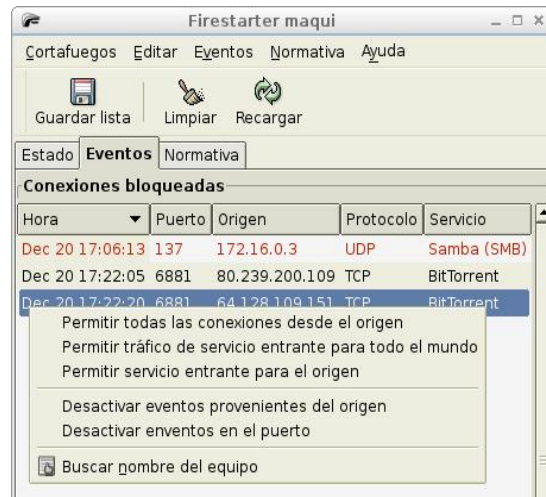 Firestarter maqui
Cortafuegos Editar Eventos Normativa Ayuda
Guardar lista Limpiar Recargar
Estado Eventos Normativa
Conexiones bloqueadas
Hora Puerto Origen Protocolo Servicio
Dec 20 17:06:13 137 172.16.0.3 UDP Samba (SMB)
Dec 20 17:22:05 6881 80.239.200.109 TCP BitTorrent
Dec 20 17:22:20 6881 64.128.109.151 TCP BitTorrent
Permitir todas las conexiones desde el origen
Permitir tráfico de servicio entrante para todo el mundo
Permitir servicio entrante para el origen
Desactivar eventos provenientes del origen
Desactivar enventos en el puerto
Buscar nombre del equipo